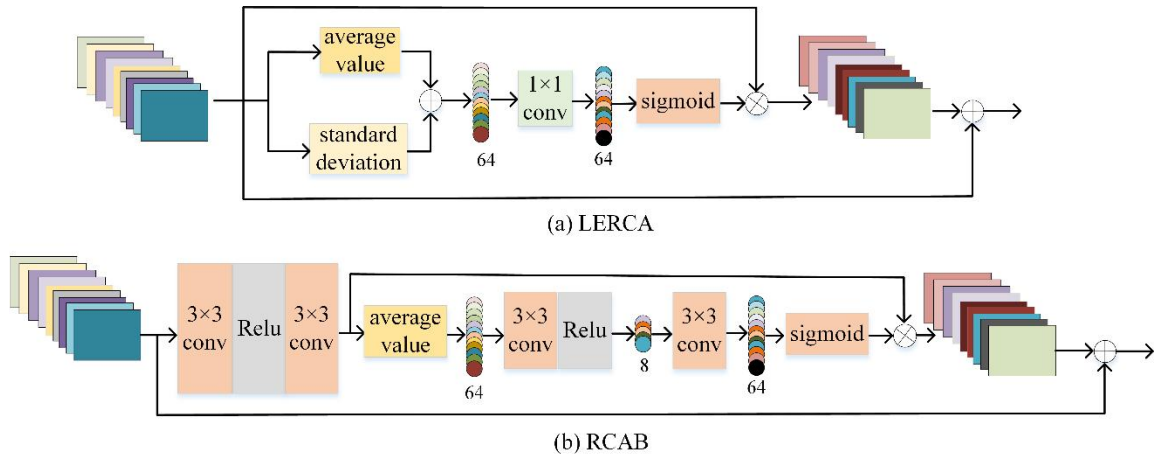 average
value
standard
deviation
64
1×1
conv
64
sigmoid
(a) LERCA
3×3
conv
Relu
3×3
conv
average
value
64
3×3
conv
Relu
8
3×3
conv
64
sigmoid
(b) RCAB